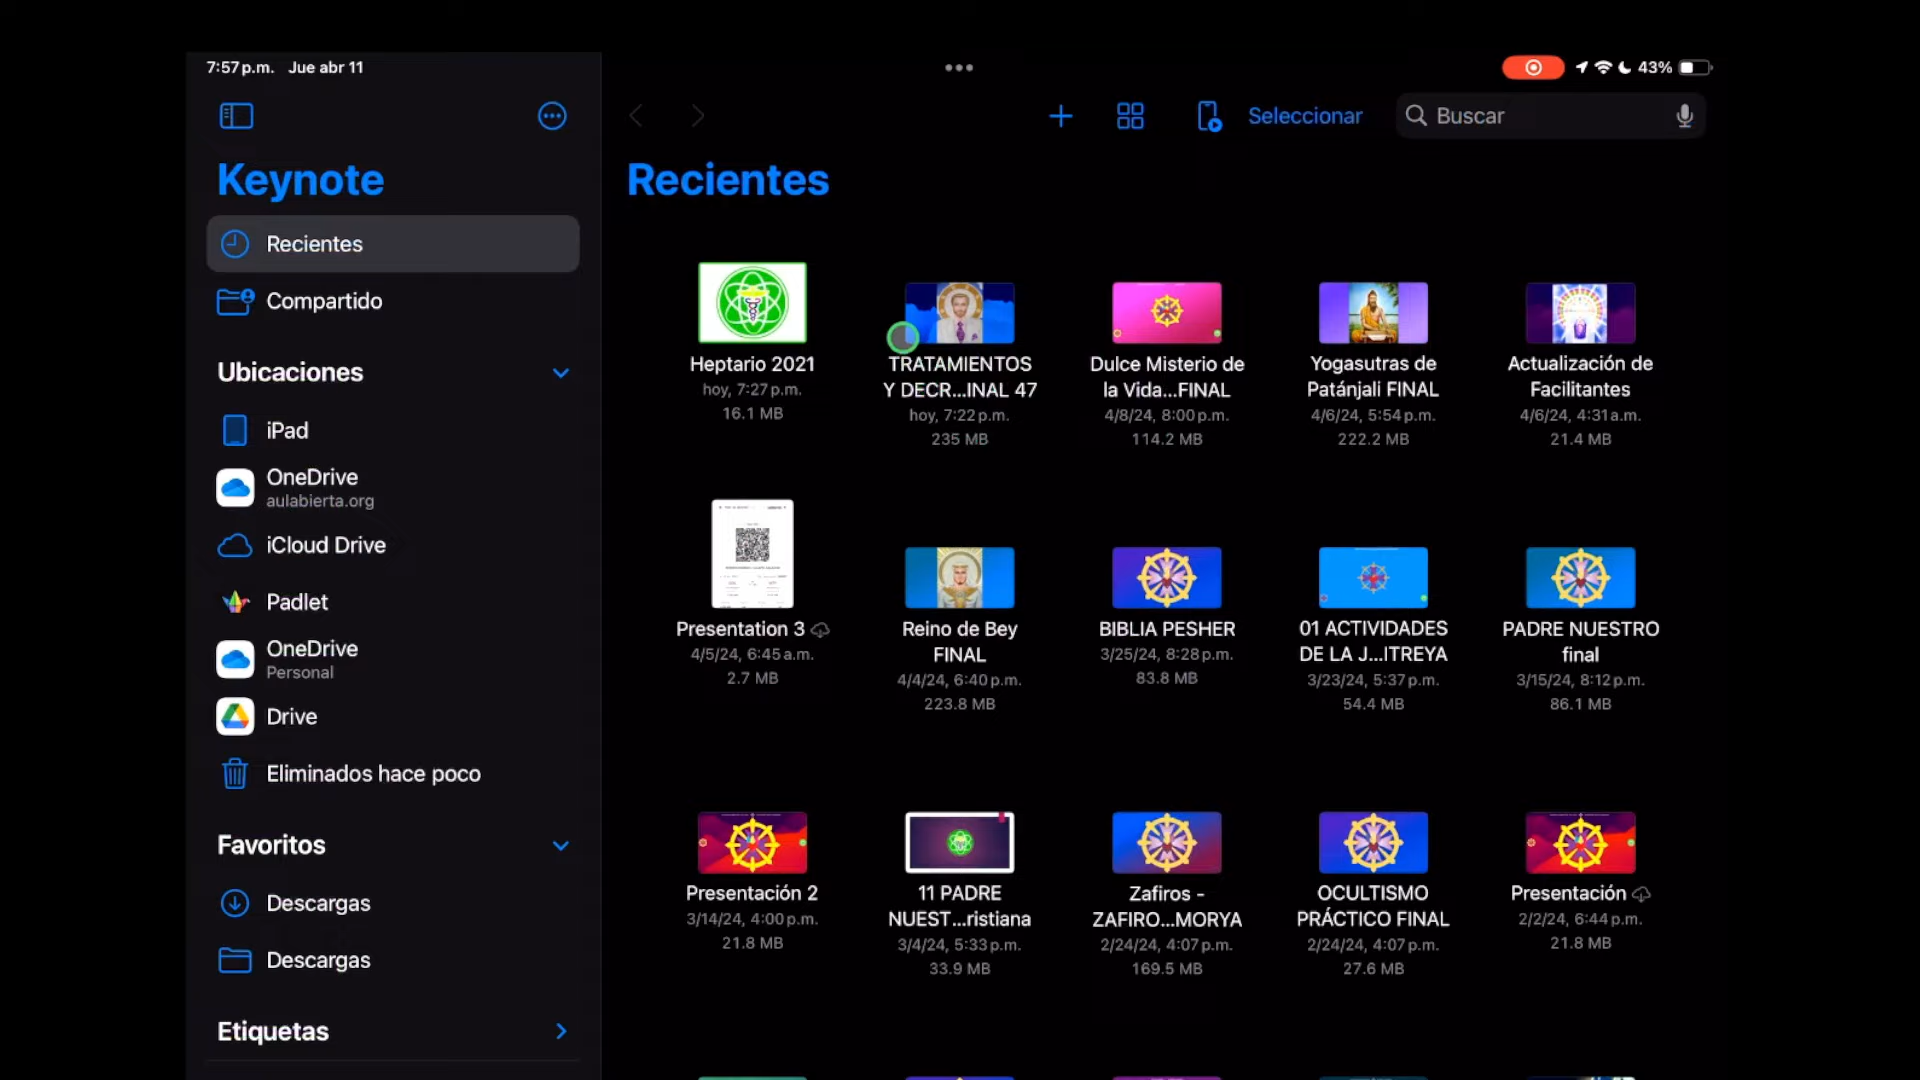 7:57 p.m. Jue abr 11
43%
Seleccionar
Buscar
Keynote
Recientes
Compartido
Ubicaciones
iPad
OneDrive
aulabierta.org
iCloud Drive
Padlet
OneDrive
Personal
Drive
Eliminados hace poco
Favoritos
Descargas
Descargas
Etiquetas
Recientes
Heptario 2021
hoy, 7:27 p.m.
16.1 MB
TRATAMIENTOS
Y DECR...INAL 47
hoy, 7:22 p.m.
235 MB
Dulce Misterio de
la Vida...FINAL
4/8/24, 8:00 p.m.
114.2 MB
Yogasutras de
Patánjali FINAL
4/6/24, 5:54 p.m.
222.2 MB
Actualización de
Facilitantes
4/6/24, 4:31 a.m.
21.4 MB
Presentation 3
4/5/24, 6:45 a.m.
2.7 MB
Reino de Bey
FINAL
4/4/24, 6:40 p.m.
223.8 MB
BIBLIA PESHER
3/25/24, 8:28 p.m.
83.8 MB
01 ACTIVIDADES
DE LA J...ITREYA
3/23/24, 5:37 p.m.
54.4 MB
PADRE NUESTRO
final
3/15/24, 8:12 p.m.
86.1 MB
Presentación 2
3/14/24, 4:00 p.m.
21.8 MB
11 PADRE
NUEST...ristiana
3/4/24, 5:33 p.m.
33.9 MB
Zafiros -
ZAFIRO...MORYA
2/24/24, 4:07 p.m.
169.5 MB
OCULTISMO
PRÁCTICO FINAL
2/24/24, 4:07 p.m.
27.6 MB
Presentación
2/2/24, 6:44 p.m.
21.8 MB